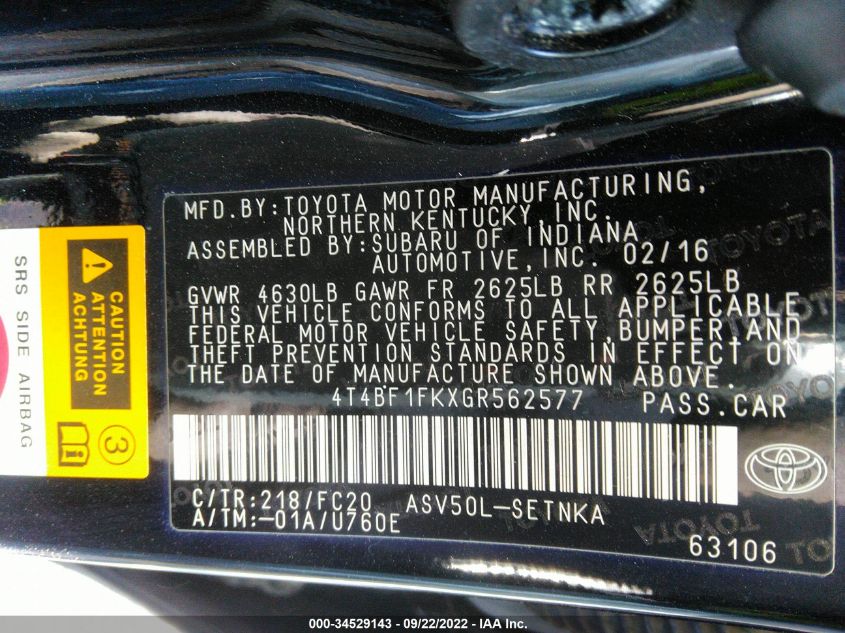 MFD.BY:TOYOTA MOTOR MANUFACTURING,
NORTHERN KENTUCKY,INC.
ASSEMBLED BY:SUBARU OF INDIANA
AUTOMOTIVE,INC. 02/16
GVWR 4630LB GAWR FR 2625LB RR 2625LB
THIS VEHICLE CONFORMS TO ALL APPLICABLE
FEDERAL MOTOR VEHICLE SAFETY,BUMPER,AND
THEFT PREVENTION STANDARDS IN EFFECT ON
THE DATE OF MANUFACTURE SHOWN ABOVE.
4T4BF1FKXGR562577 PASS.CAR
C/TR:218/FC20 ASV50L-SETNKA
A/TM:-01A/U760E
63106
SRS SIDE AIRBAG
CAUTION
ATTENTION
ACHTUNG
3
TOYOTA
TOYOTA
000-34529143 - 09/22/2022 - IAA Inc.